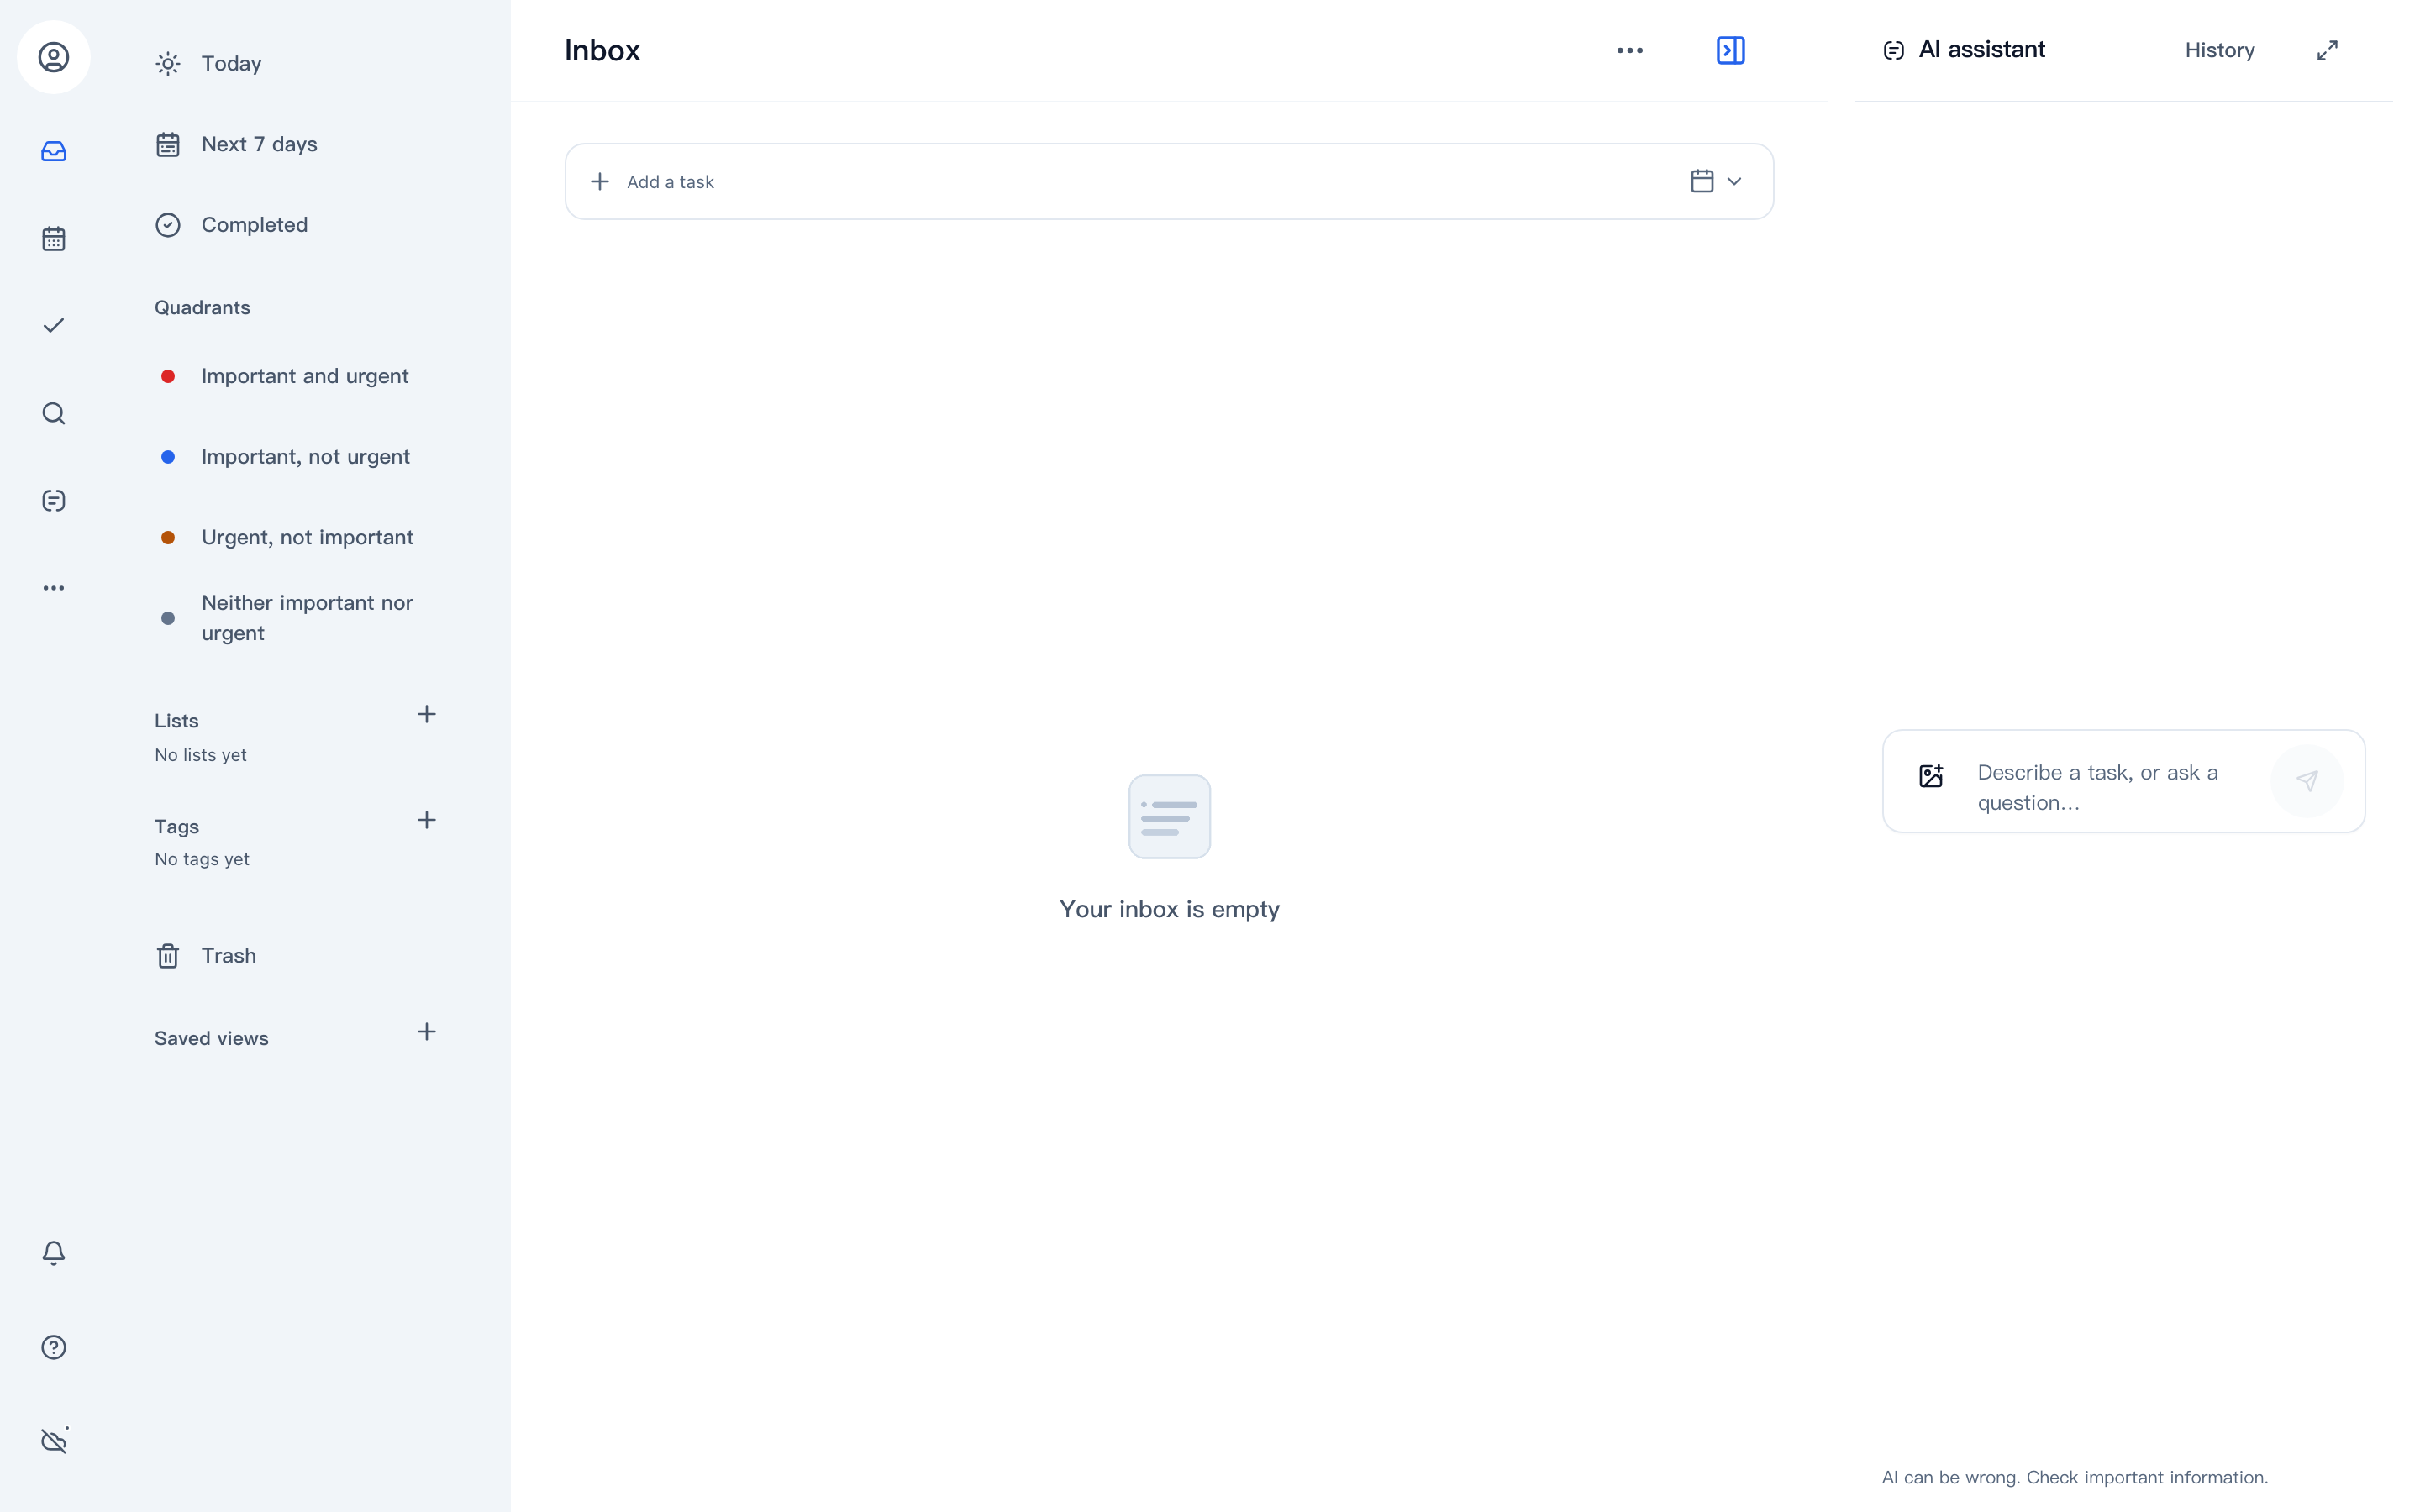 Today
Next 7 days
Completed
Quadrants
Important and urgent
Important, not urgent
Urgent, not important
Neither important nor
urgent
Lists
No lists yet
Tags
No tags yet
Trash
Saved views
Inbox
Add a task
Your inbox is empty
AI assistant
History
Describe a task, or ask a
question...
AI can be wrong. Check important information.